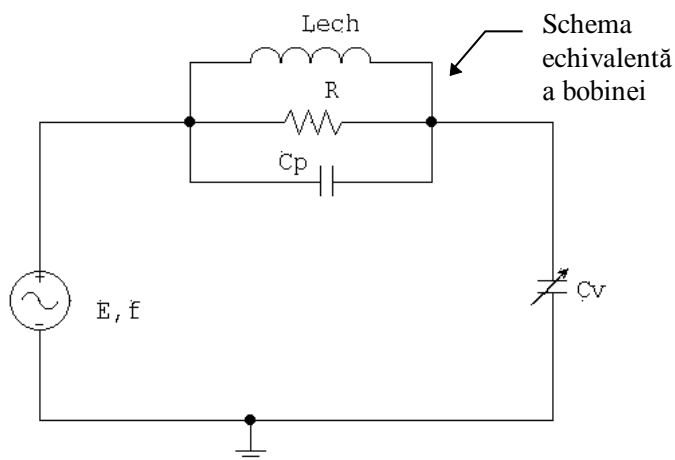 Lech
Schema
echivalentă
a bobinei
R
Cp
E,f
Cv